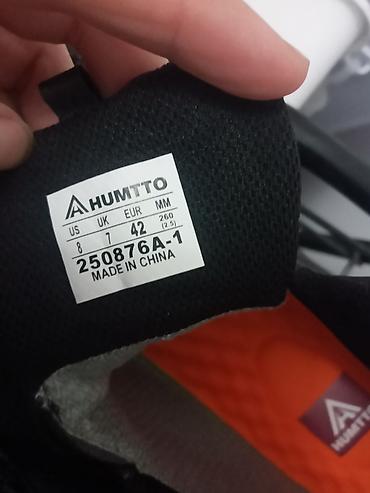 HUMTTO
US UK EUR MM
8 7 42 260 (2.5)
250876A-1
MADE IN CHINA
HUMTTO